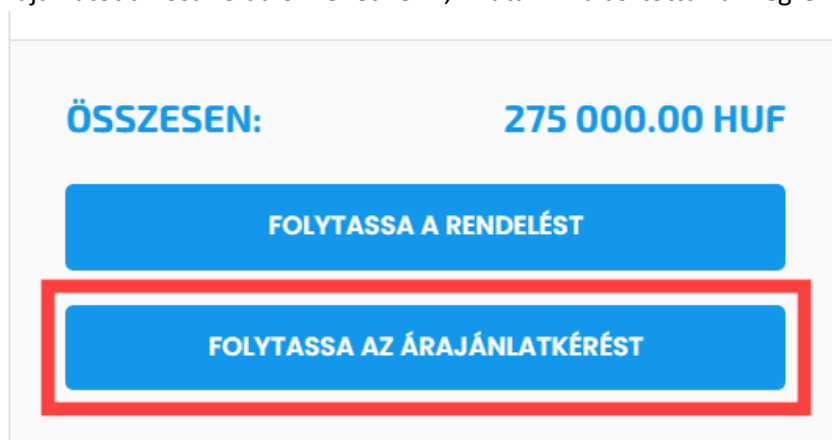 ÖSSZESEN: 275 000.00 HUF
FOLYTASSA A RENDELÉST
FOLYTASSA AZ ÁRAJÁNLATKÉRÉST